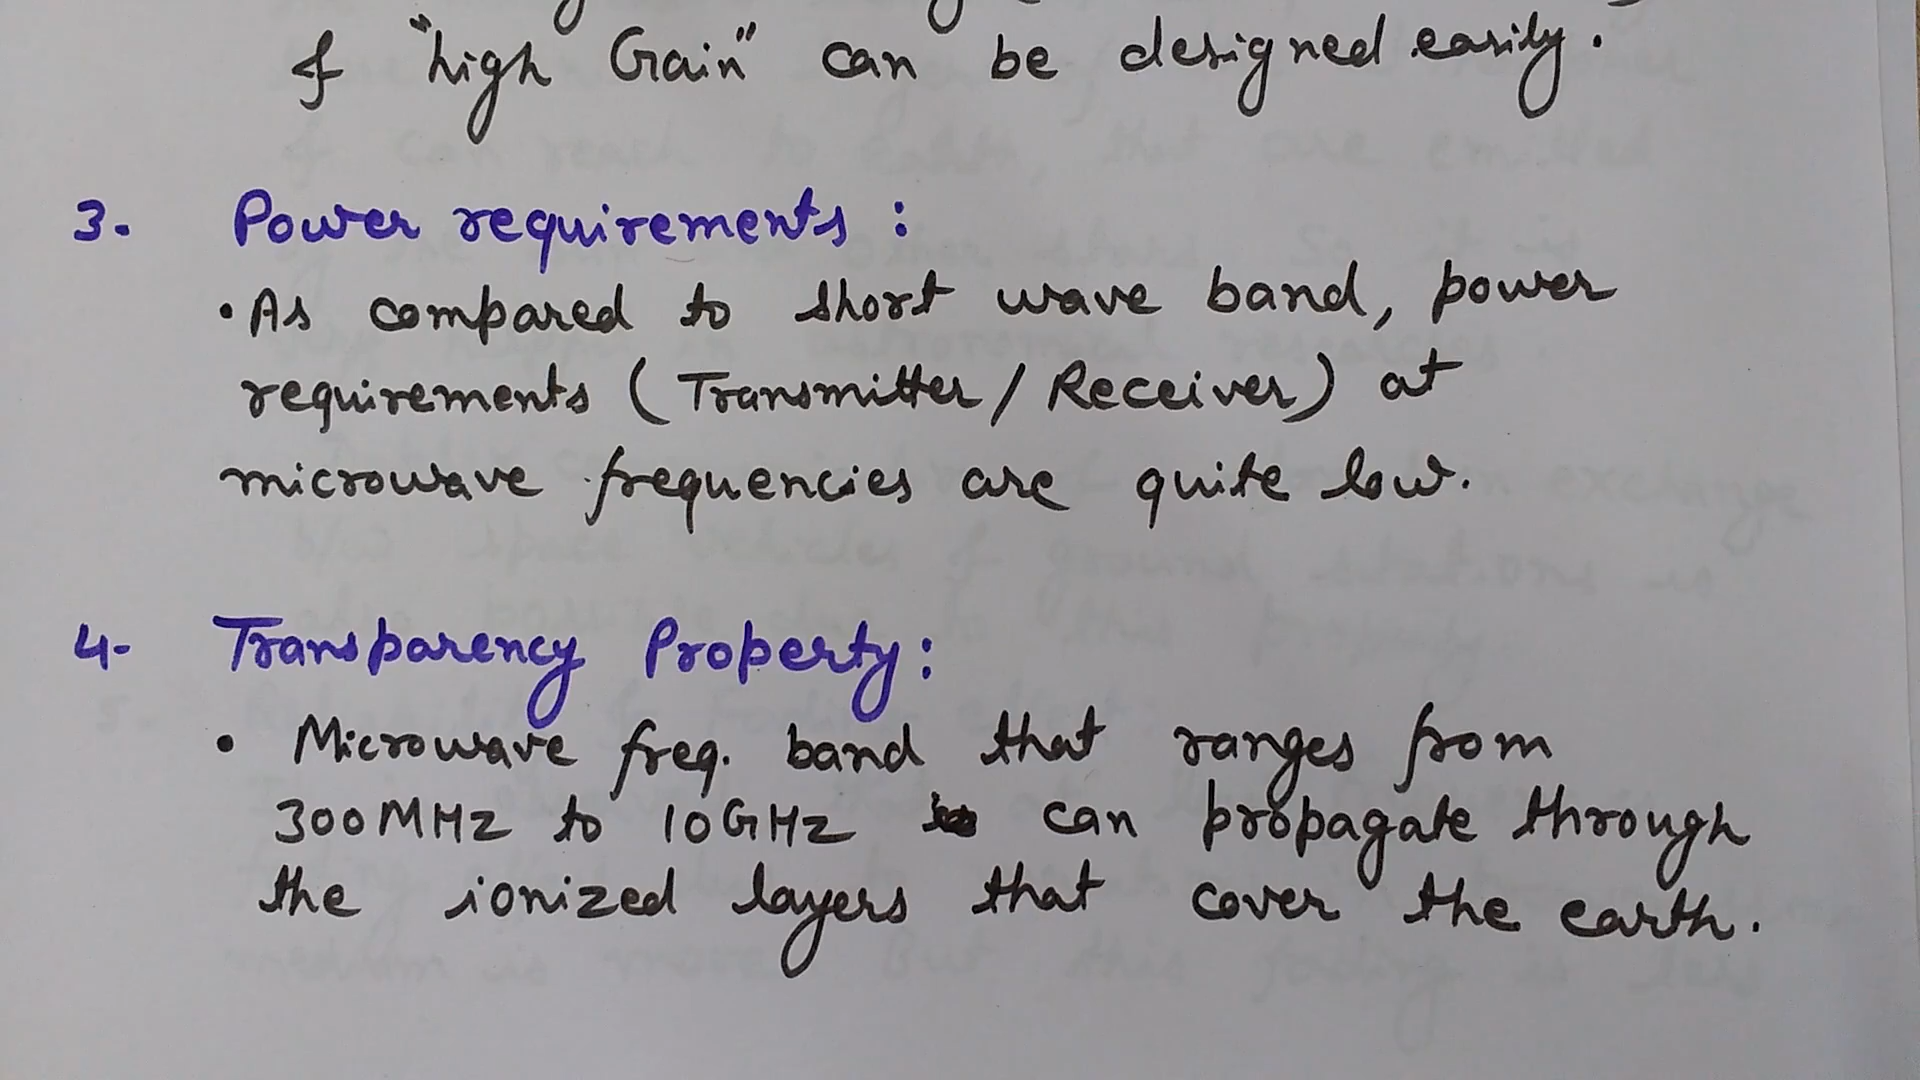 & "high Gain" can be designed easily.
3. Power requirements :
• As compared to short wave band, power
requirements ( Transmitter / Receiver ) at
microwave frequencies are quite low.
4- Transparency Property :
• Microwave freq. band that ranges from
300MHz to 10GHz can propagate through
the ionized layers that cover the earth.